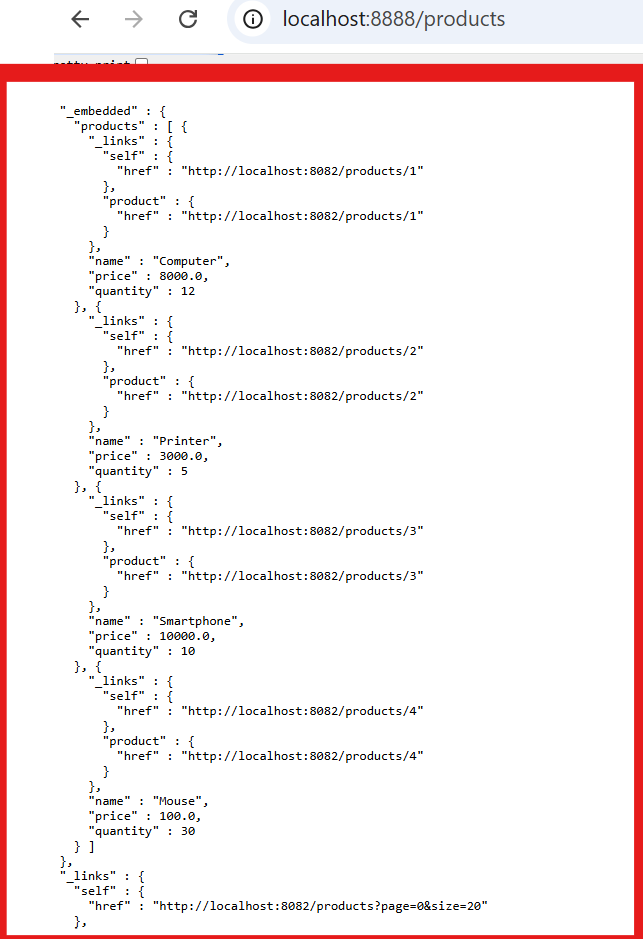 localhost:8888/products
"_embedded" : {
"products" : [ {
"_links" : {
"self" : {
"href" : "http://localhost:8082/products/1"
},
"product" : {
"href" : "http://localhost:8082/products/1"
}
},
"name" : "Computer",
"price" : 8000.0,
"quantity" : 12
}, {
"_links" : {
"self" : {
"href" : "http://localhost:8082/products/2"
},
"product" : {
"href" : "http://localhost:8082/products/2"
}
},
"name" : "Printer",
"price" : 3000.0,
"quantity" : 5
}, {
"_links" : {
"self" : {
"href" : "http://localhost:8082/products/3"
},
"product" : {
"href" : "http://localhost:8082/products/3"
}
},
"name" : "Smartphone",
"price" : 10000.0,
"quantity" : 10
}, {
"_links" : {
"self" : {
"href" : "http://localhost:8082/products/4"
},
"product" : {
"href" : "http://localhost:8082/products/4"
}
},
"name" : "Mouse",
"price" : 100.0,
"quantity" : 30
} ]
},
"_links" : {
"self" : {
"href" : "http://localhost:8082/products?page=0&size=20"
},